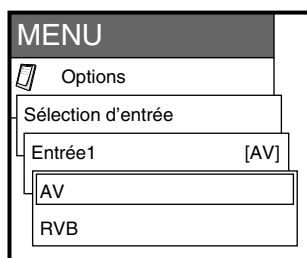 MENU
Options
Sélection d'entrée
Entrée1 [AV]
AV
RVB